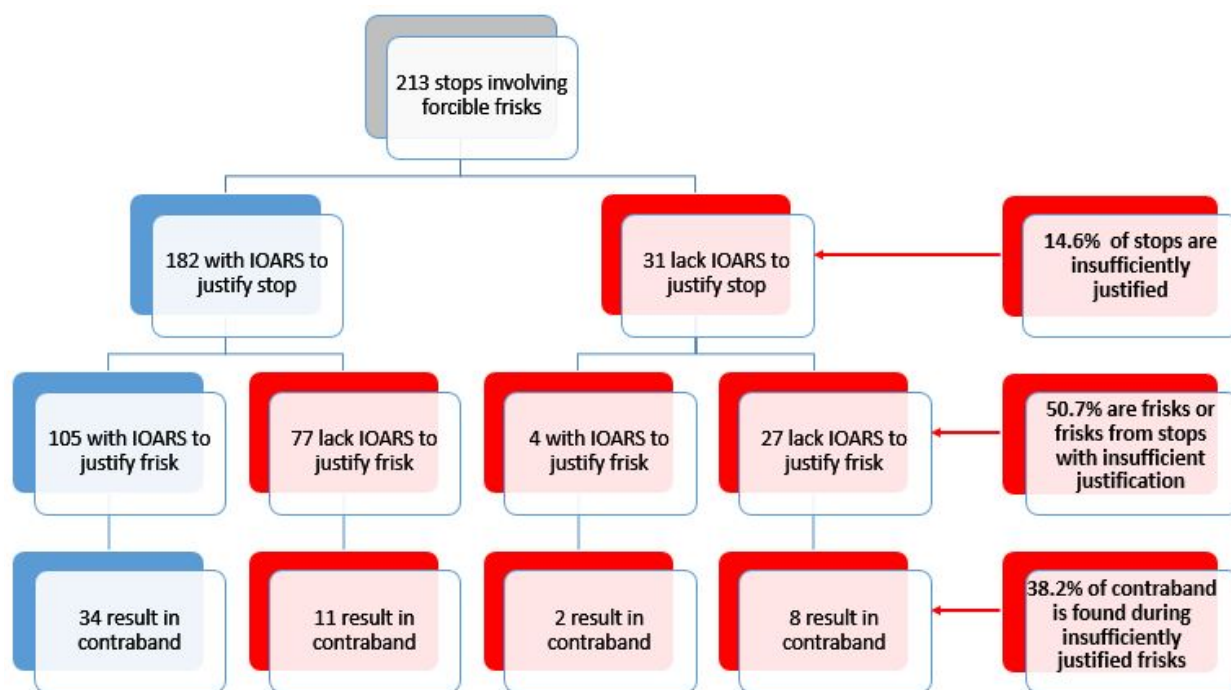 213 stops involving
forcible frisks
182 with IOARS to
justify stop
31 lack IOARS to
justify stop
14.6% of stops are
insufficiently
justified
105 with IOARS to
justify frisk
77 lack IOARS to
justify frisk
4 with IOARS to
justify frisk
27 lack IOARS to
justify frisk
50.7% are frisks or
frisks from stops
with insufficient
justification
34 result in
contraband
11 result in
contraband
2 result in
contraband
8 result in
contraband
38.2% of contraband
is found during
insufficiently
justified frisks